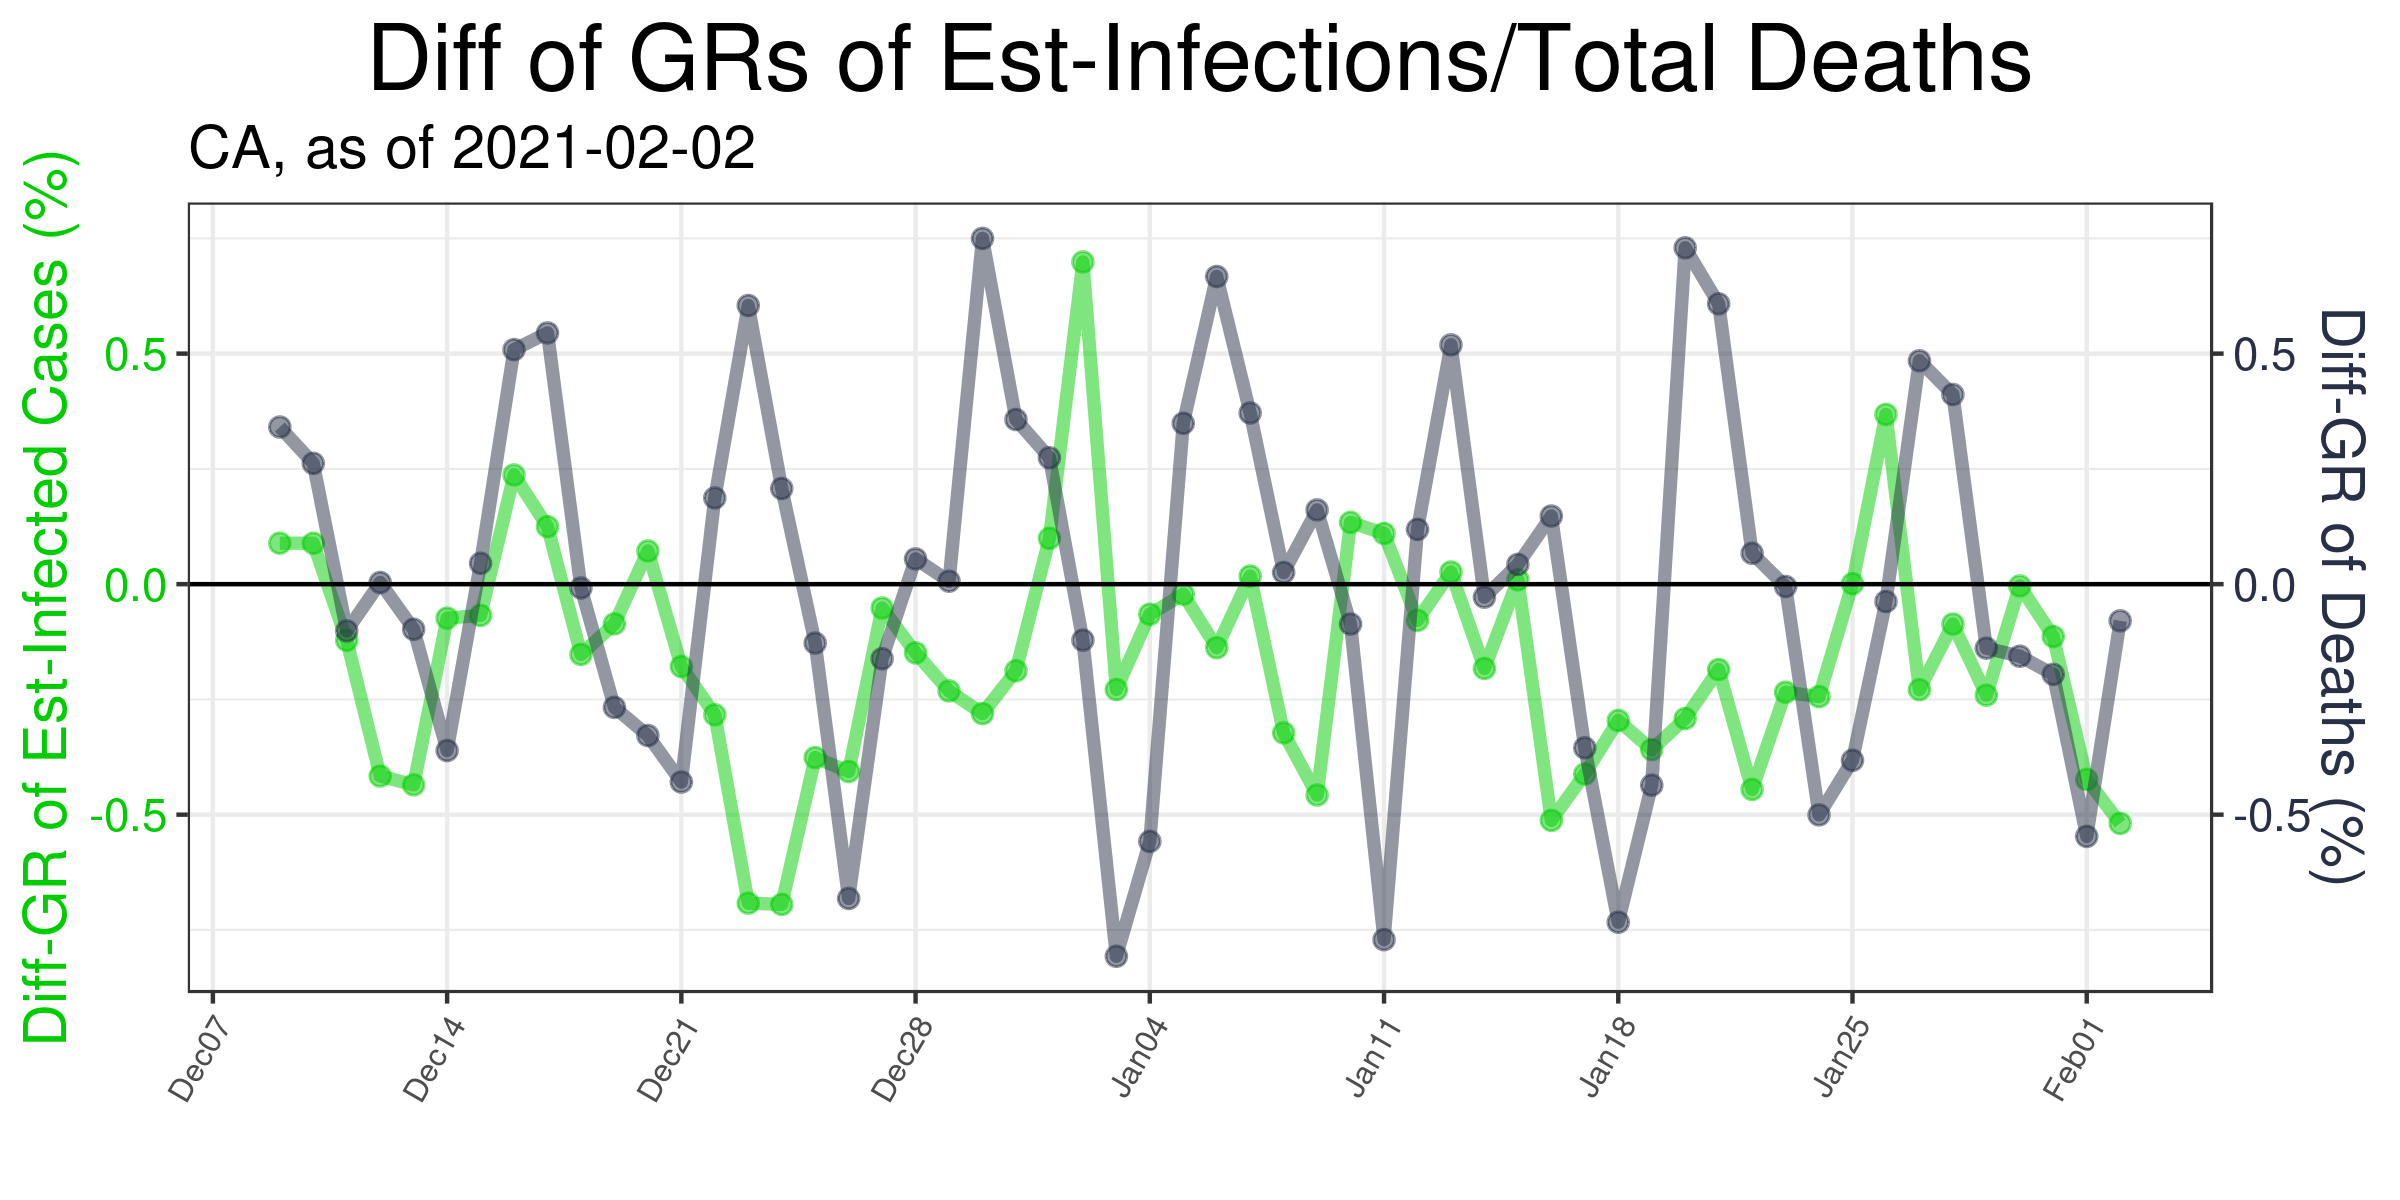 Diff of GRs of Est-Infections/Total Deaths
CA, as of 2021-02-02
Diff-GR of Est-Infected Cases (%)
0.5
0.0
-0.5
0.5
0.0
-0.5
Diff-GR of Deaths (%)
Dec07
Dec14
Dec21
Dec28
Jan04
Jan11
Jan18
Jan25
Feb01